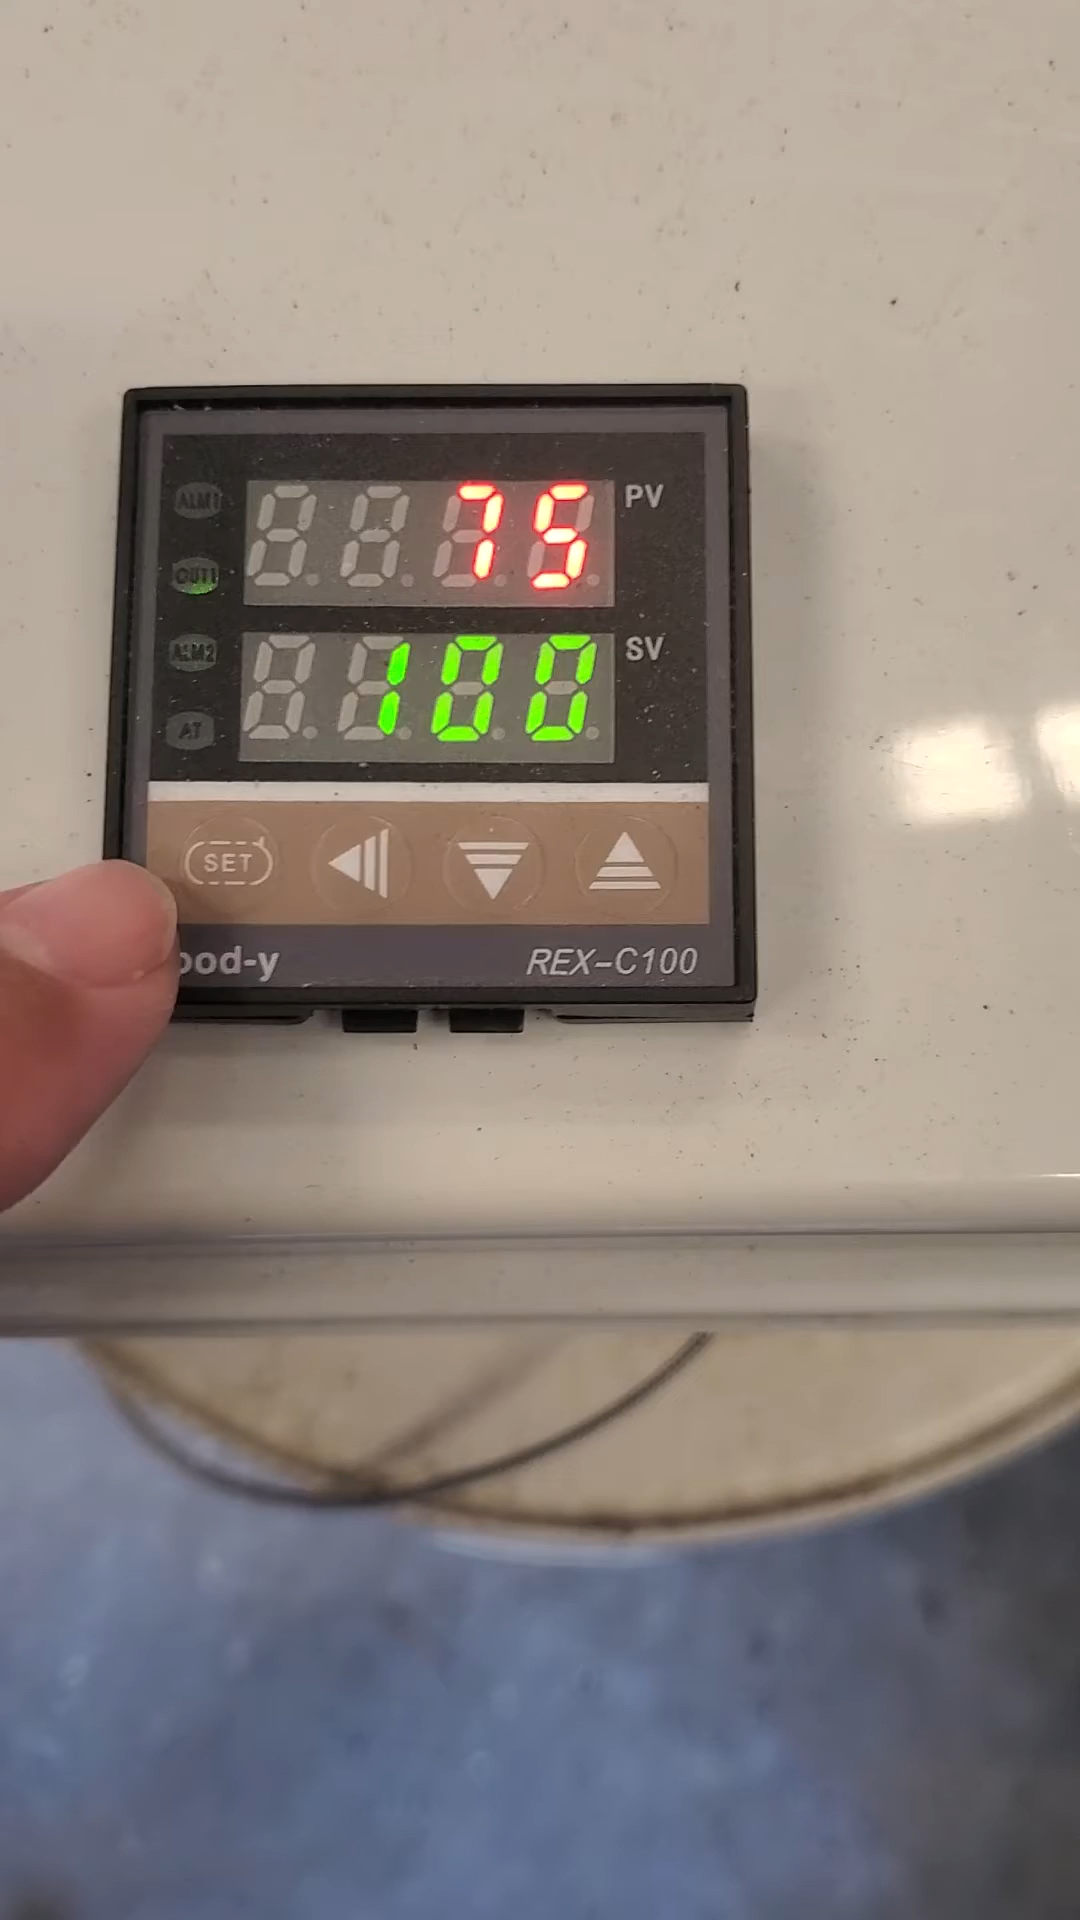 ALM1
75 PV
OUT1
100 SV
ALM2
AT
SET
ood-y REX-C100